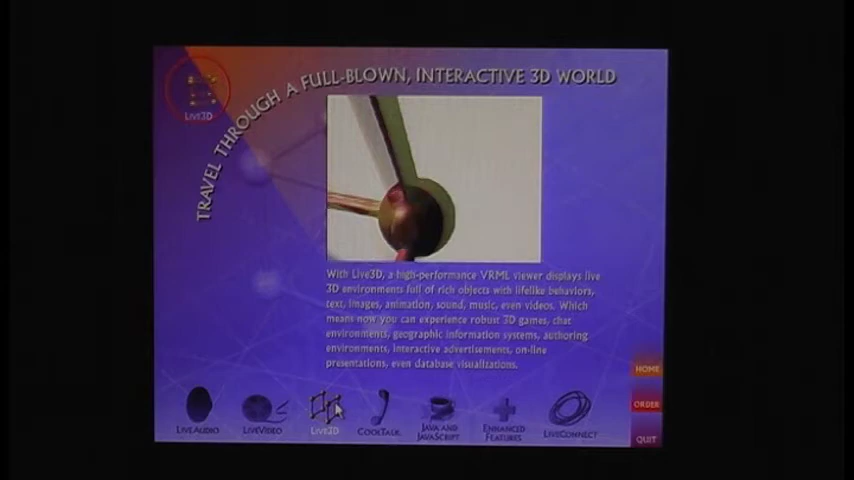 LIVE3D
TRAVEL THROUGH A FULL-BLOWN, INTERACTIVE 3D WORLD
With Live3D, a high-performance VRML viewer displays live
3D environments full of rich objects with lifelike behaviors,
text, images, animation, sound, music, even videos. Which
means now you can experience robust 3D games, chat
environments, geographic information systems, authoring
environments, interactive advertisements, on-line
presentations, even database visualizations.
HOME
ORDER
QUIT
LIVEAUDIO
LIVEVIDEO
LIVE3D
COOLTALK
JAVA AND
JAVASCRIPT
ENHANCED
FEATURES
LIVECONNECT